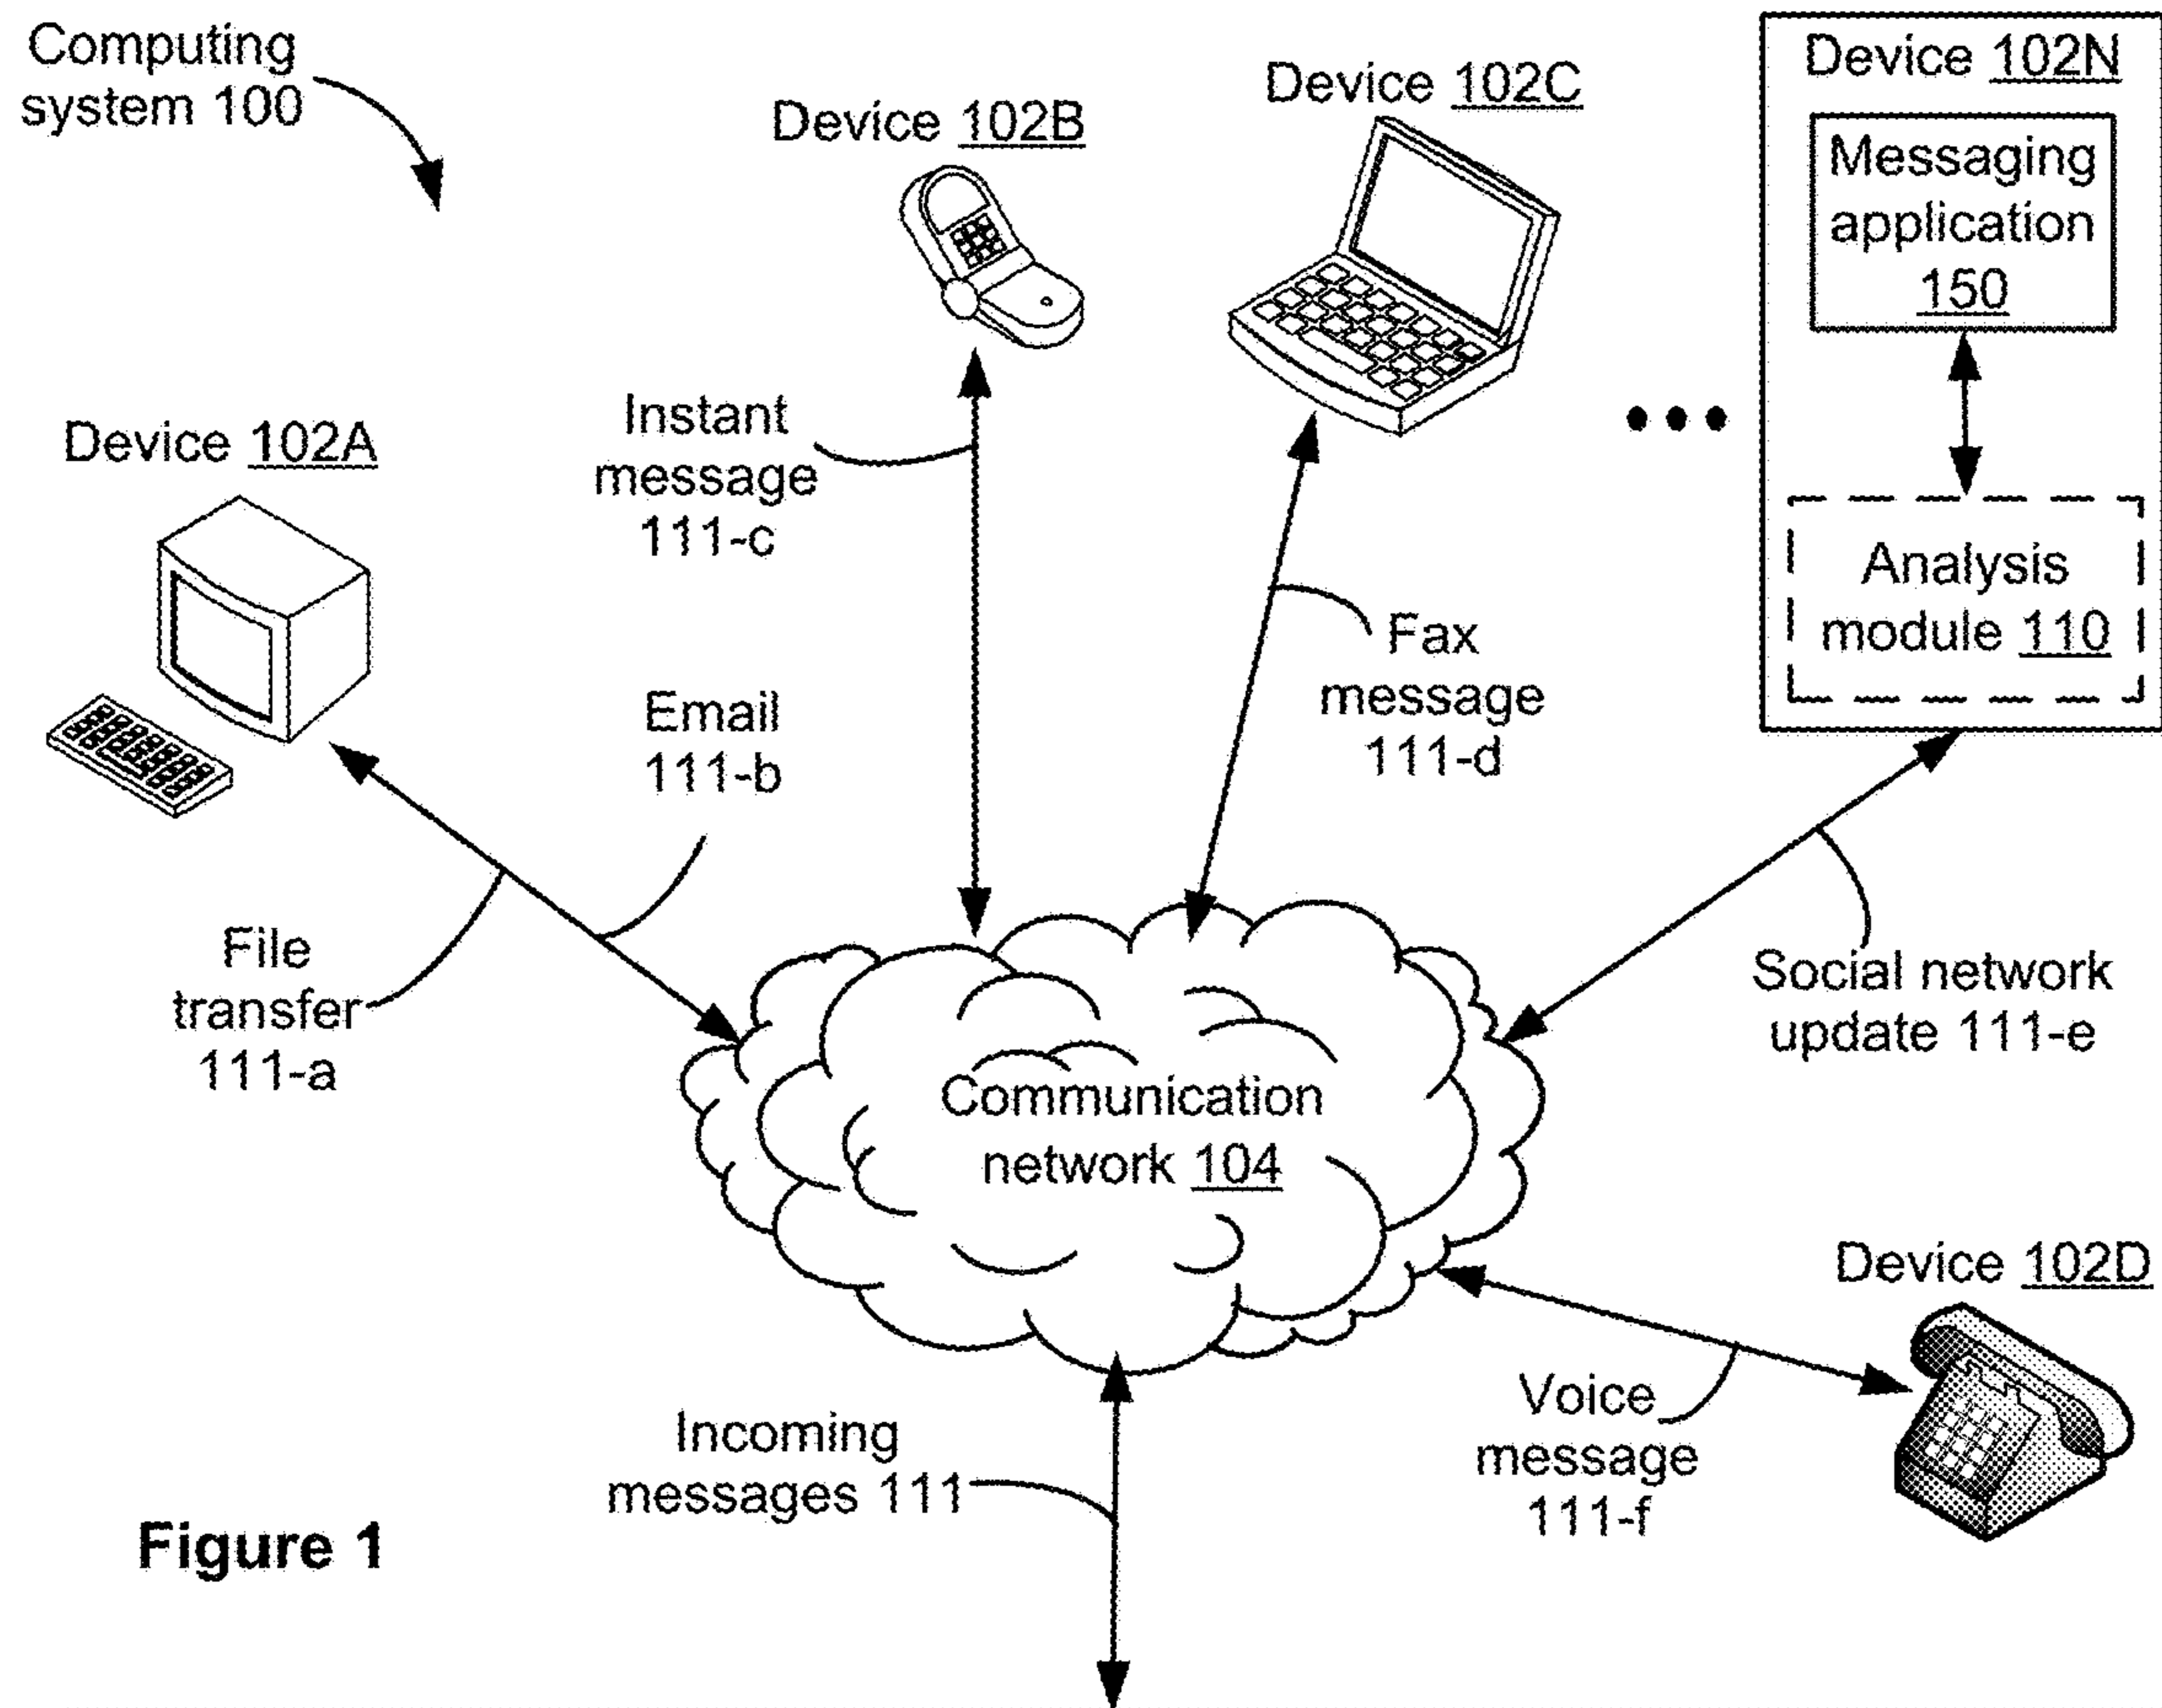 Computing
system 100
Device 102B
Device 102C
Device 102N
Messaging
application
150
Analysis
module 110
Device 102A
Instant
message
111-c
Fax
message
111-d
Email
111-b
File
transfer
111-a
Social network
update 111-e
Communication
network 104
Device 102D
Voice
message
111-f
Incoming
messages 111
Figure 1